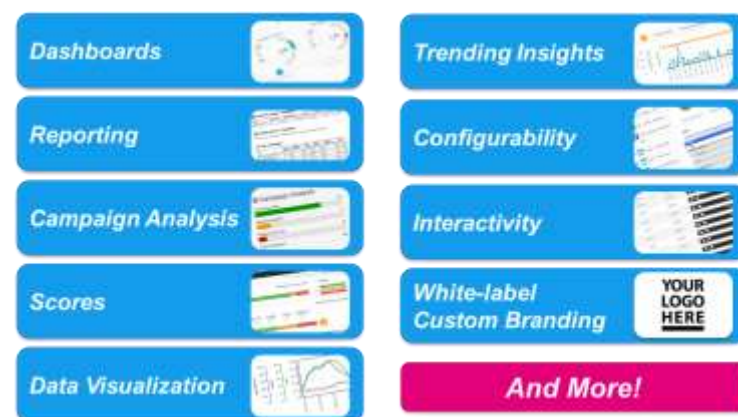 Dashboards
Reporting
Campaign Analysis
Scores
Data Visualization
Trending Insights
Configurability
Interactivity
White-label
Custom Branding
YOUR
LOGO
HERE
And More!